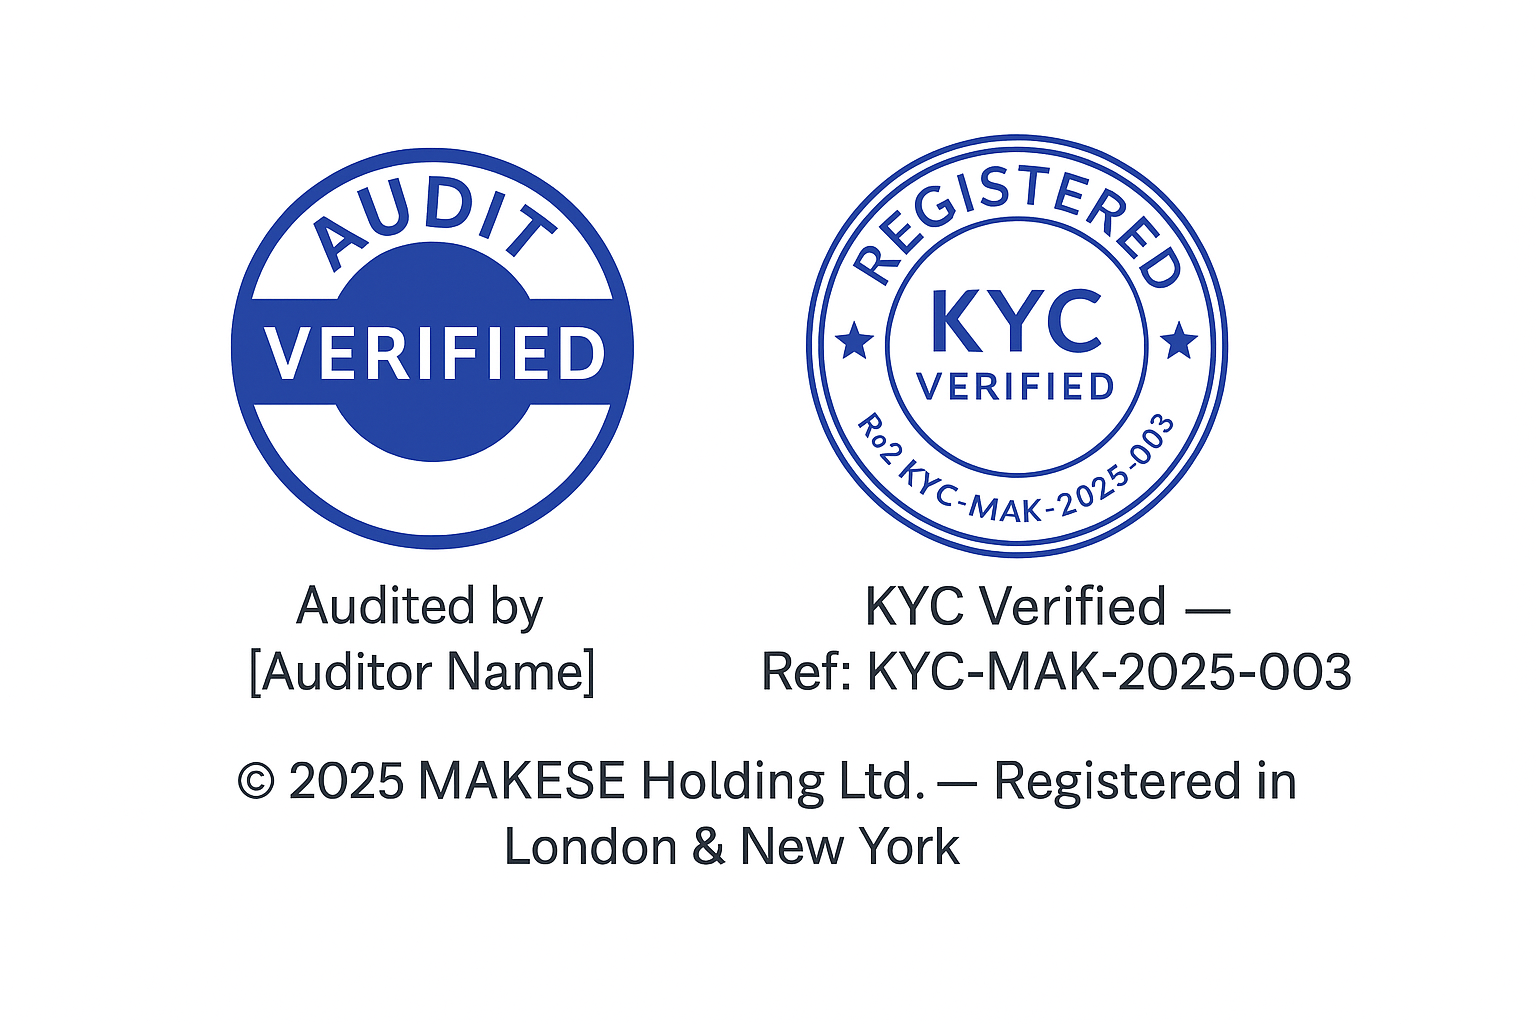 AUDIT
VERIFIED
REGISTERED
KYC
VERIFIED
Ro2 KYC-MAK-2025-003
Audited by
[Auditor Name]
KYC Verified —
Ref: KYC-MAK-2025-003
© 2025 MAKESE Holding Ltd. — Registered in
London & New York